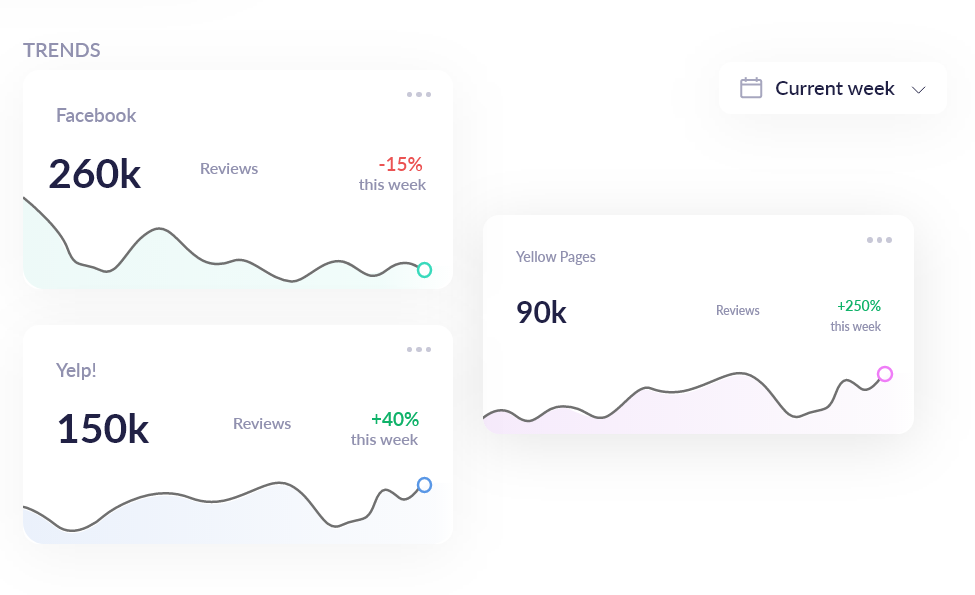 TRENDS
Current week
Facebook
260k
Reviews
-15%
this week
Yellow Pages
90k
Reviews
+250%
this week
Yelp!
150k
Reviews
+40%
this week